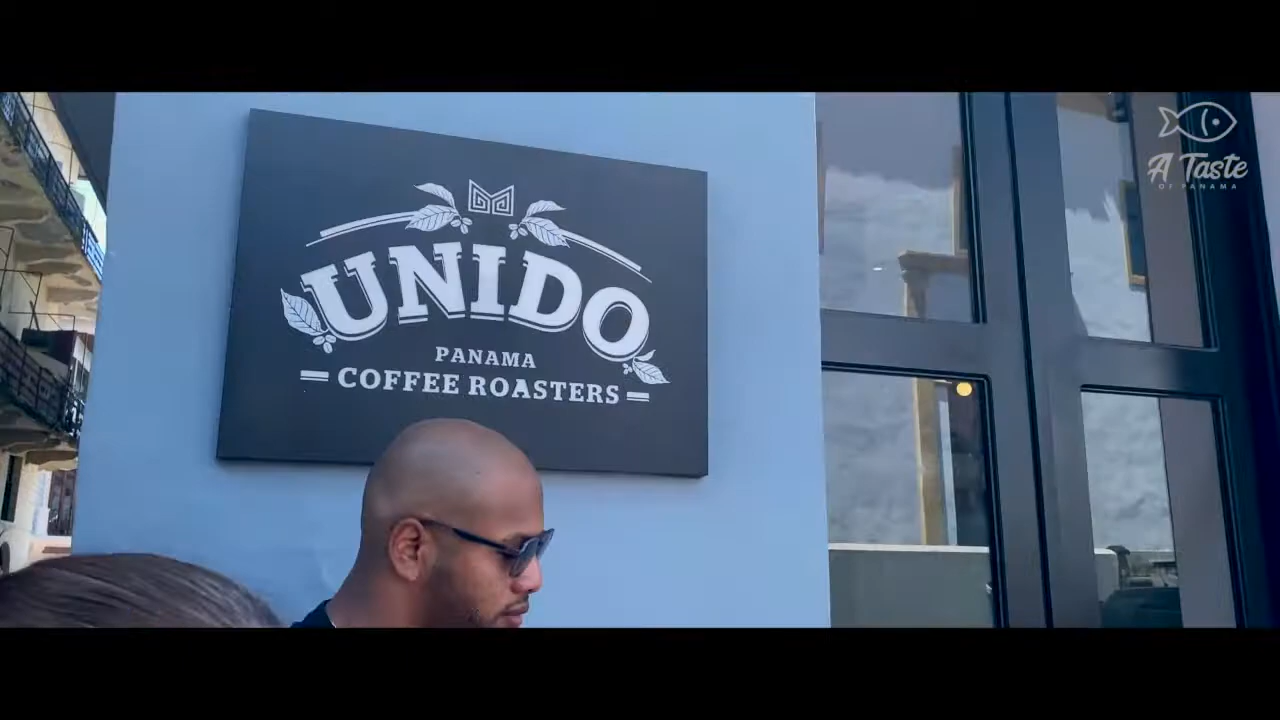 UNIDO
PANAMA
COFFEE ROASTERS
A Taste
OF PANAMA